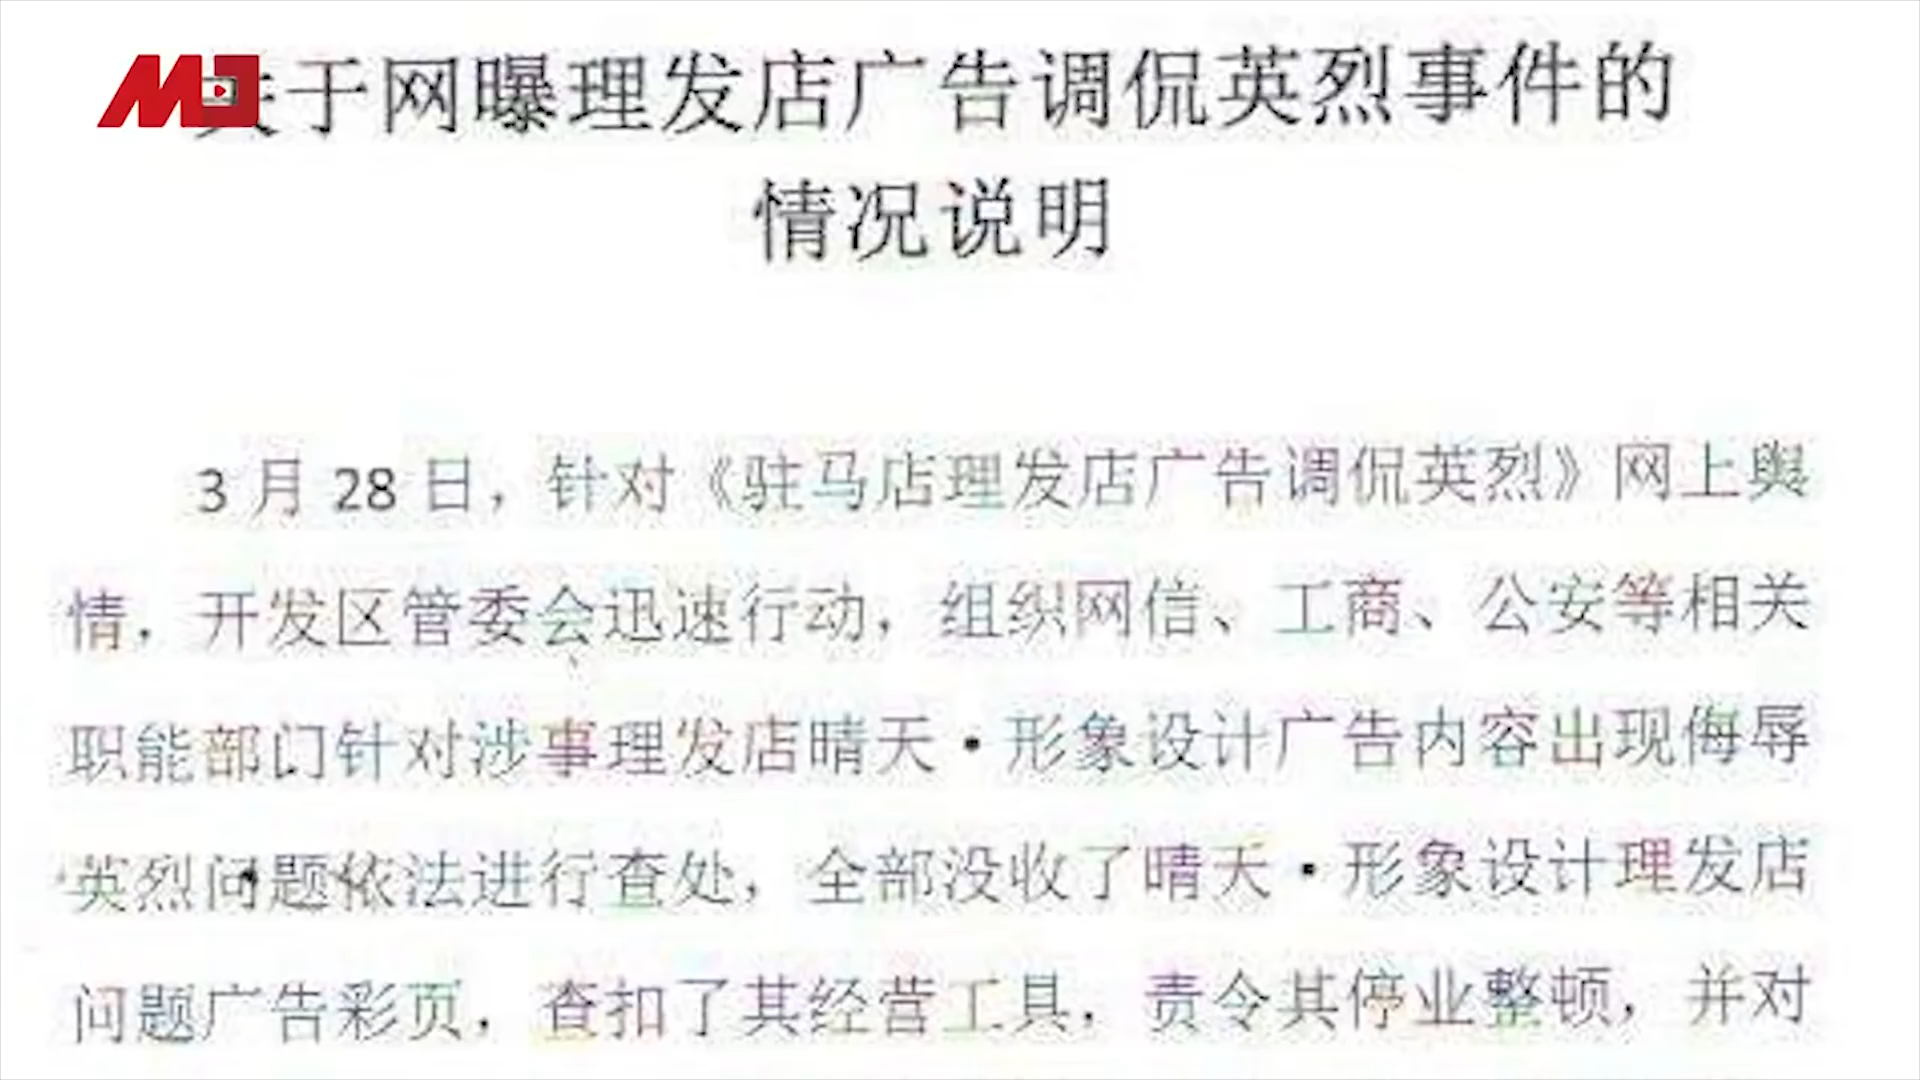 关于网曝理发店广告调侃英烈事件的
情况说明
3月28日，针对《驻马店理发店广告调侃英烈》网上舆
情，开发区管委会迅速行动，组织网信、工商、公安等相关
职能部门针对涉事理发店晴天·形象设计广告内容出现侮辱
英烈问题依法进行查处，全部没收了晴天·形象设计理发店
问题广告彩页，查扣了其经营工具，责令其停业整顿，并对